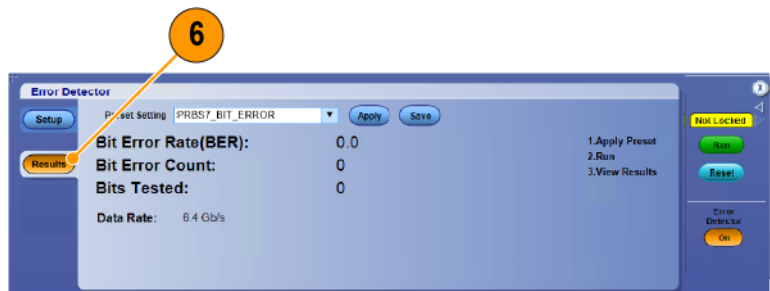 6
Error Detector
x
Setup
Preset Setting PRBS7_BIT_ERROR Apply Save
Not Locked
Bit Error Rate(BER): 0.0
1.Apply Preset
Run
2.Run
Results
Bit Error Count: 0
3.View Results
Reset
Bits Tested: 0
Data Rate: 6.4 Gb/s
Error
Detector
On